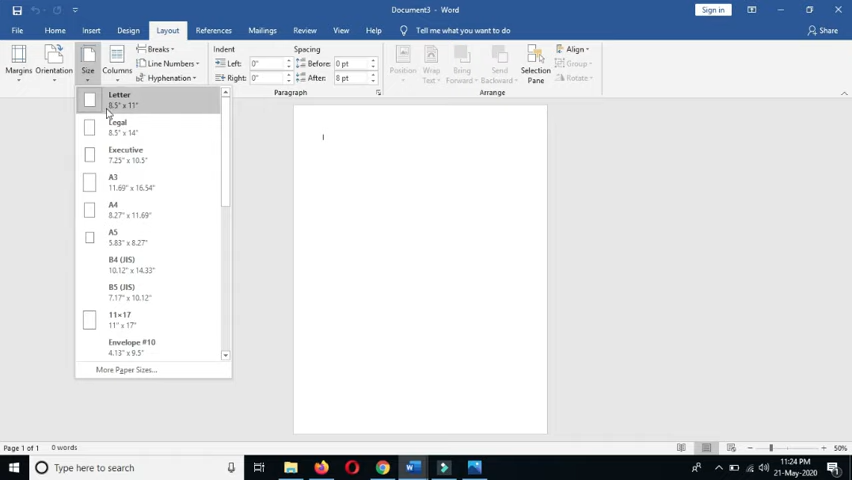 Document3 - Word
Sign in
File Home Insert Design Layout References Mailings Review View Help Tell me what you want to do Share
Margins Orientation Size Columns
Breaks
Line Numbers
Hyphenation
Indent Spacing
Left: 0" Before: 0 pt
Right: 0" After: 8 pt
Paragraph
Position Wrap Text Bring Forward Send Backward Selection Pane
Align
Group
Rotate
Arrange
Letter
8.5" x 11"
Legal
8.5" x 14"
Executive
7.25" x 10.5"
A3
11.69" x 16.54"
A4
8.27" x 11.69"
A5
5.83" x 8.27"
B4 (JIS)
10.12" x 14.33"
B5 (JIS)
7.17" x 10.12"
11×17
11" x 17"
Envelope #10
4.13" x 9.5"
More Paper Sizes...
Page 1 of 1 0 words 50%
Type here to search
11:24 PM
21-May-2020